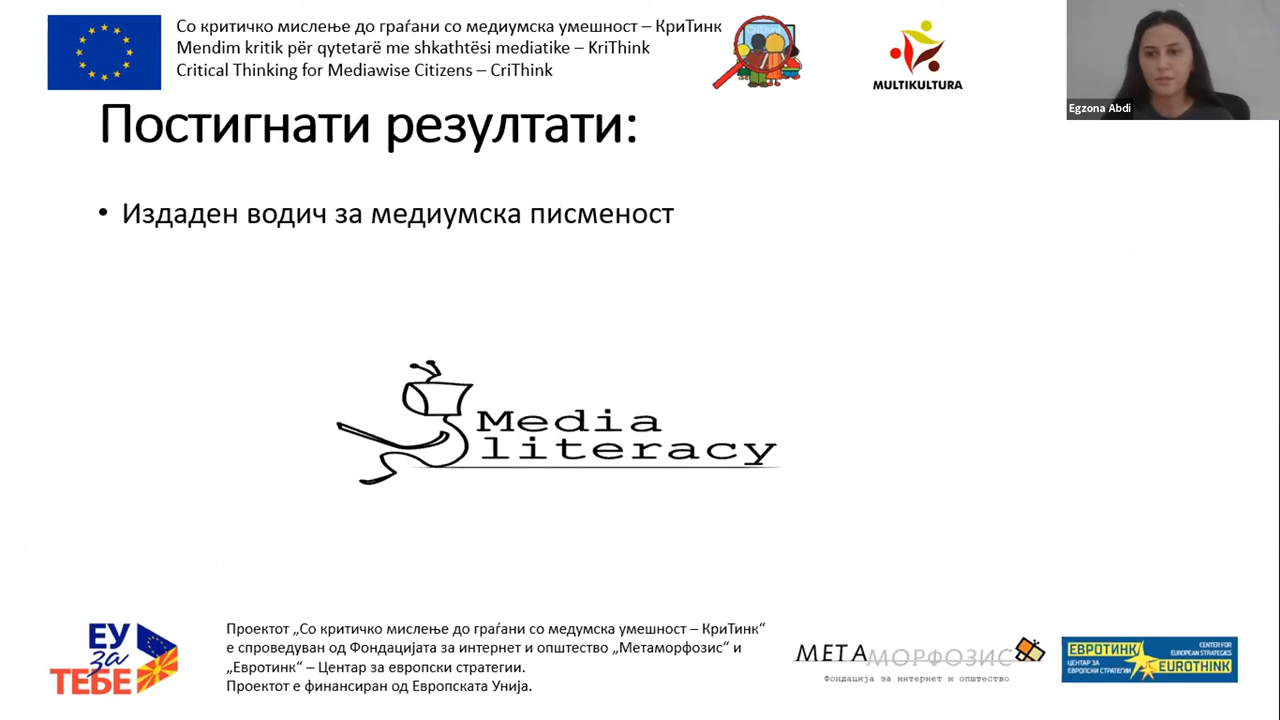 Со критичко мислење до граѓани со медиумска умешност – КриТинк
Mendim kritik për qytetarë me shkathtësi mediatike – KriThink
Critical Thinking for Mediawise Citizens – CriThink
MULTIKULTURA
Egzona Abdi
Постигнати резултати:
• Издаден водич за медиумска писменост
Media
literacy
ЕУ
за
ТЕБЕ
Проектот „Со критичко мислење до граѓани со медумска умешност – КриТинк“
е спроведуван од Фондацијата за интернет и општество „Метаморфозис“ и
„Евротинк“ – Центар за европски стратегии.
Проектот е финансиран од Европската Унија.
МЕТАМОРФОЗИС
Фондација за интернет и општество
ЕВРОТИНК
ЦЕНТАР ЗА
ЕВРОПСКИ СТРАТЕГИИ
CENTER FOR
EUROPEAN STRATEGIES
EUROTHINK